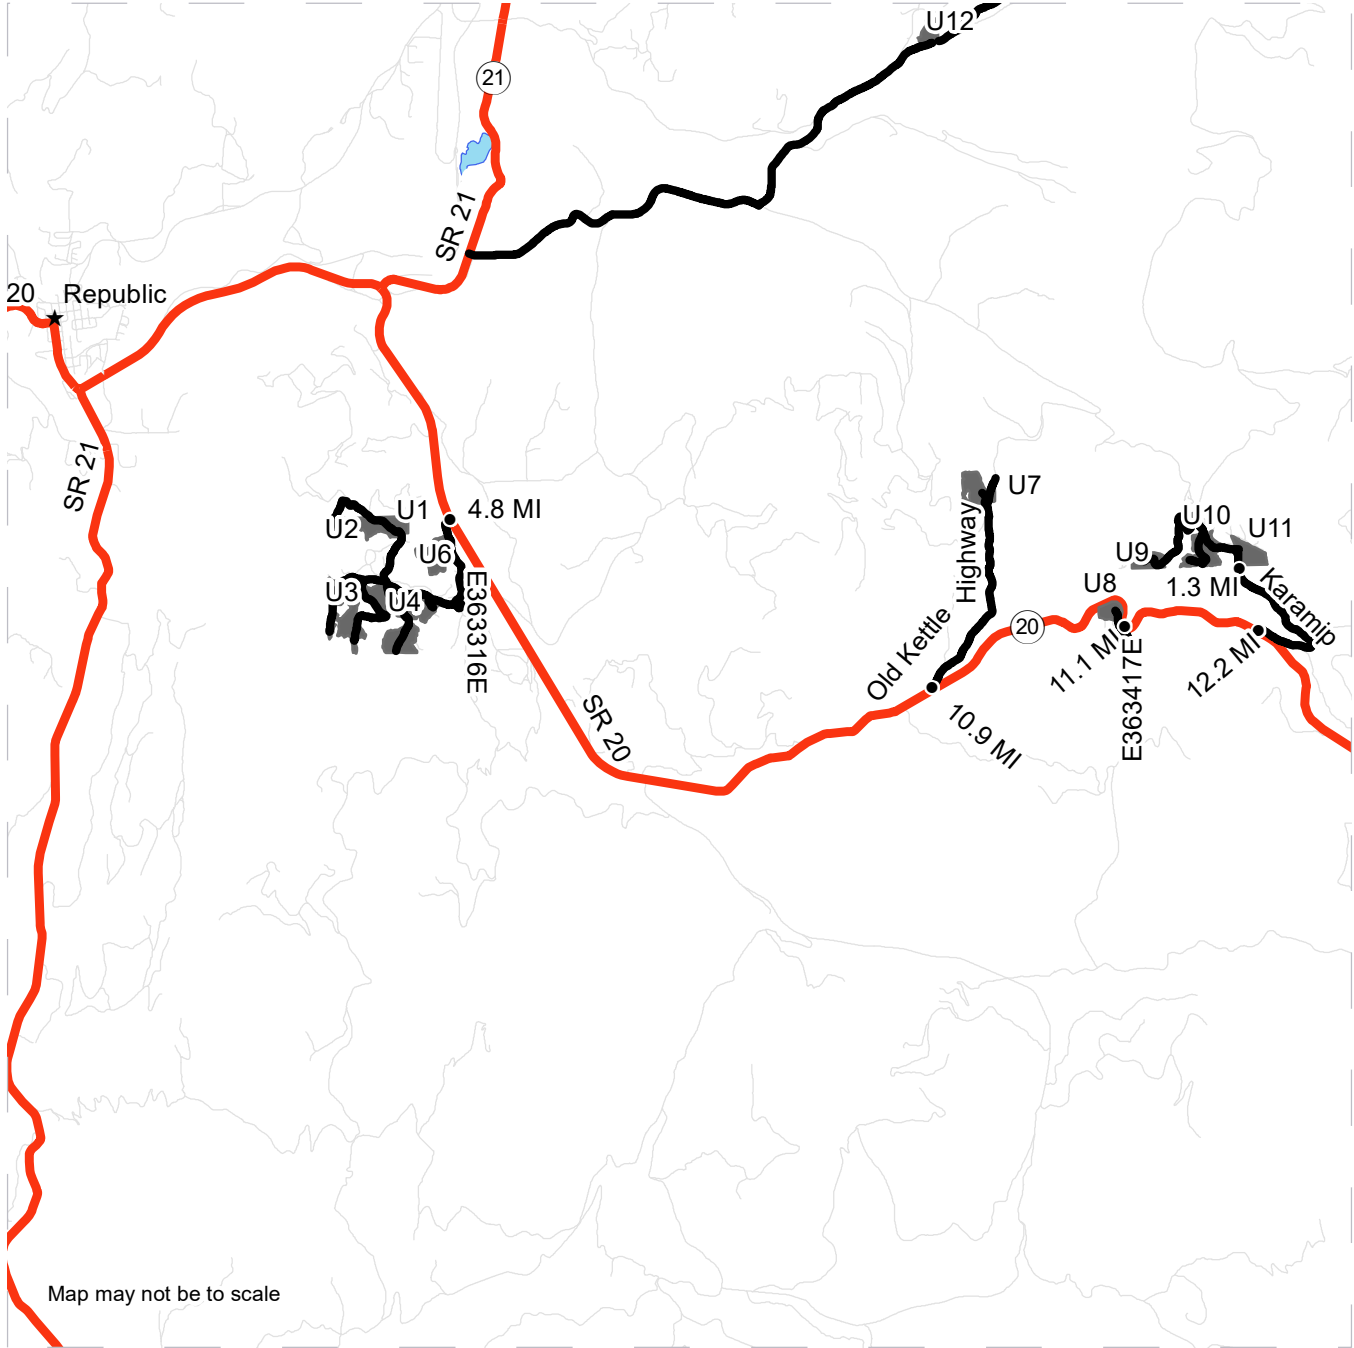 U12
21
SR 21
20
Republic
SR 21
U1
4.8 MI
U2
U6
U3
U4
E363316E
SR 20
U7
Old Kettle Highway
10.9 MI
20
U8
11.1 MI
E363417E
U9
U10
U11
1.3 MI
Karamip
12.2 MI
Map may not be to scale